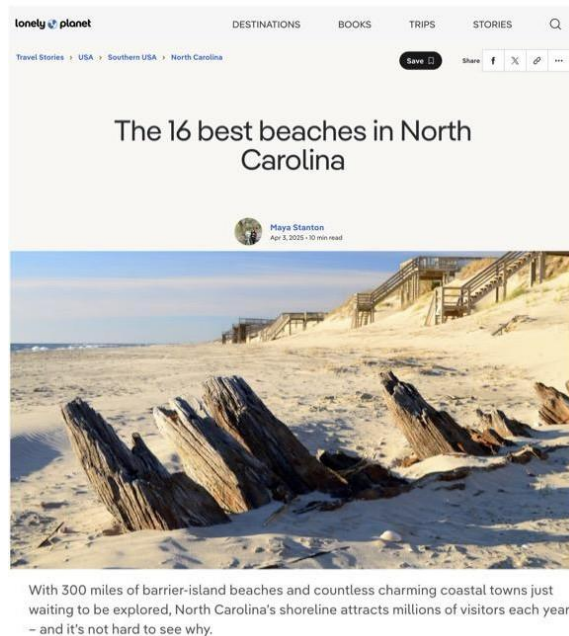 lonely planet
DESTINATIONS BOOKS TRIPS STORIES
Travel Stories › USA › Southern USA › North Carolina
Save
Share
The 16 best beaches in North
Carolina
Maya Stanton
Apr 3, 2025 • 10 min read
With 300 miles of barrier-island beaches and countless charming coastal towns just
waiting to be explored, North Carolina's shoreline attracts millions of visitors each year
– and it's not hard to see why.